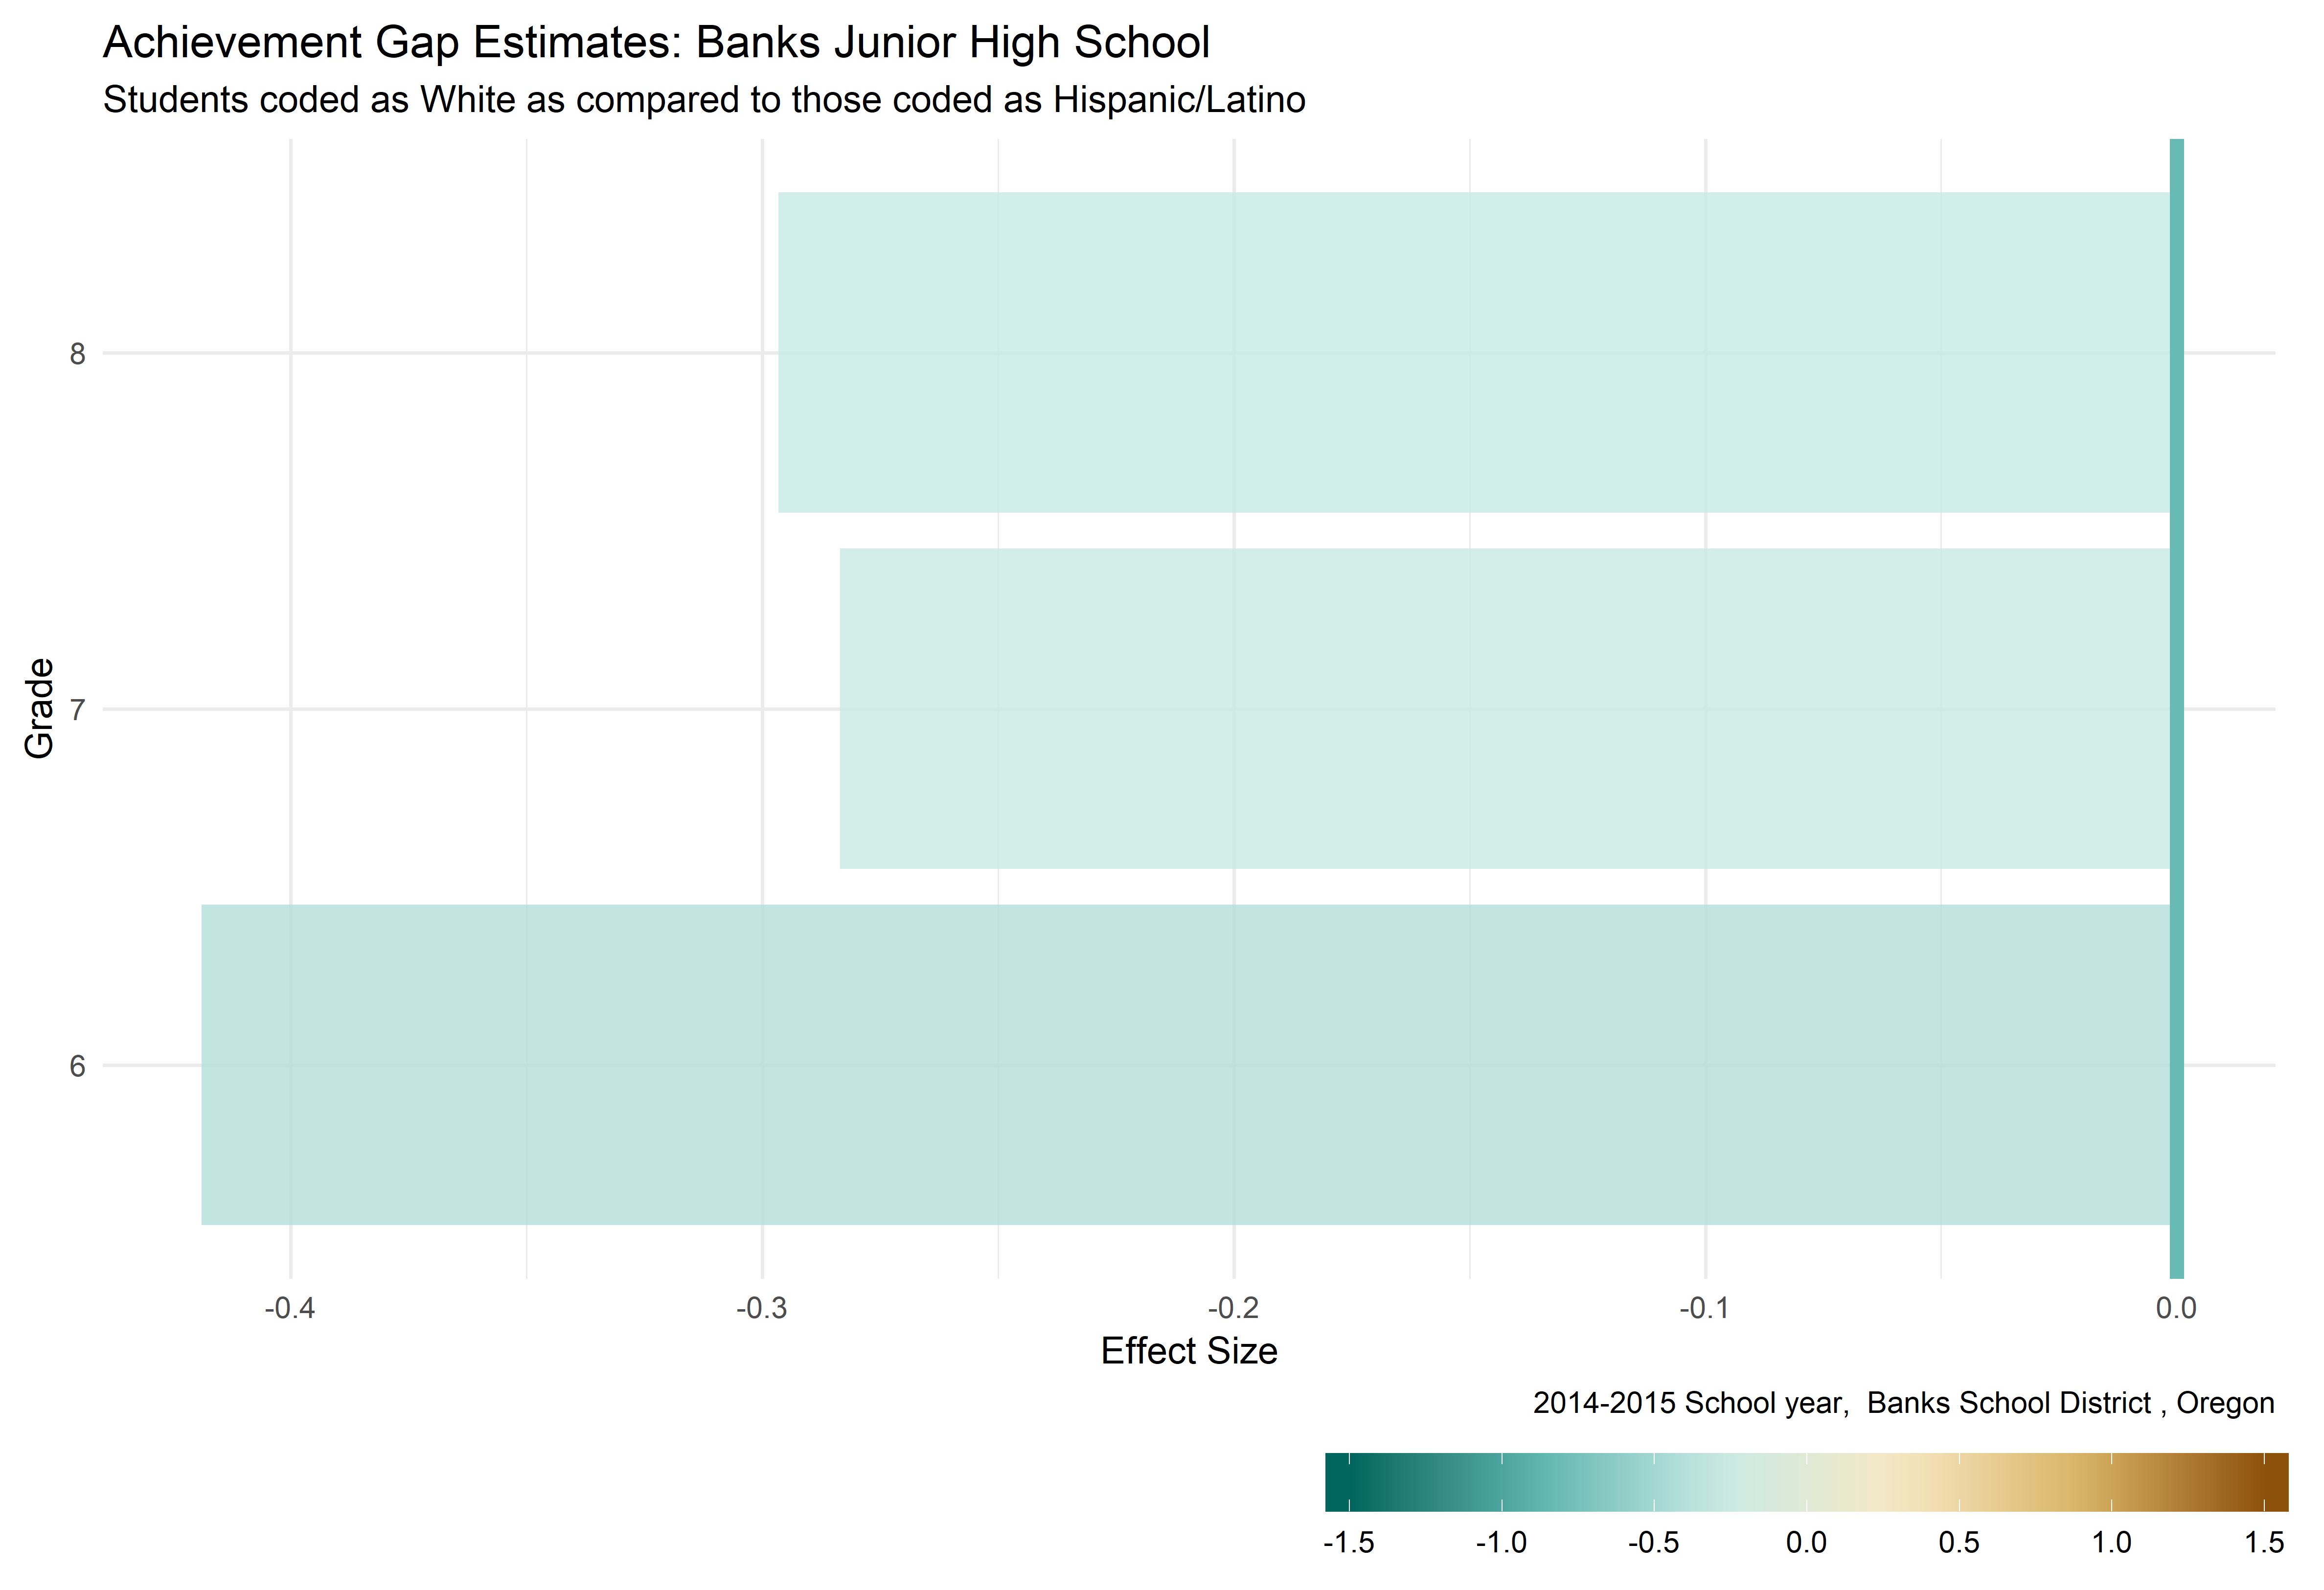 Achievement Gap Estimates: Banks Junior High School
Students coded as White as compared to those coded as Hispanic/Latino
8
7
6
Grade
-0.4 -0.3 -0.2 -0.1 0.0
Effect Size
2014-2015 School year,  Banks School District , Oregon
-1.5 -1.0 -0.5 0.0 0.5 1.0 1.5